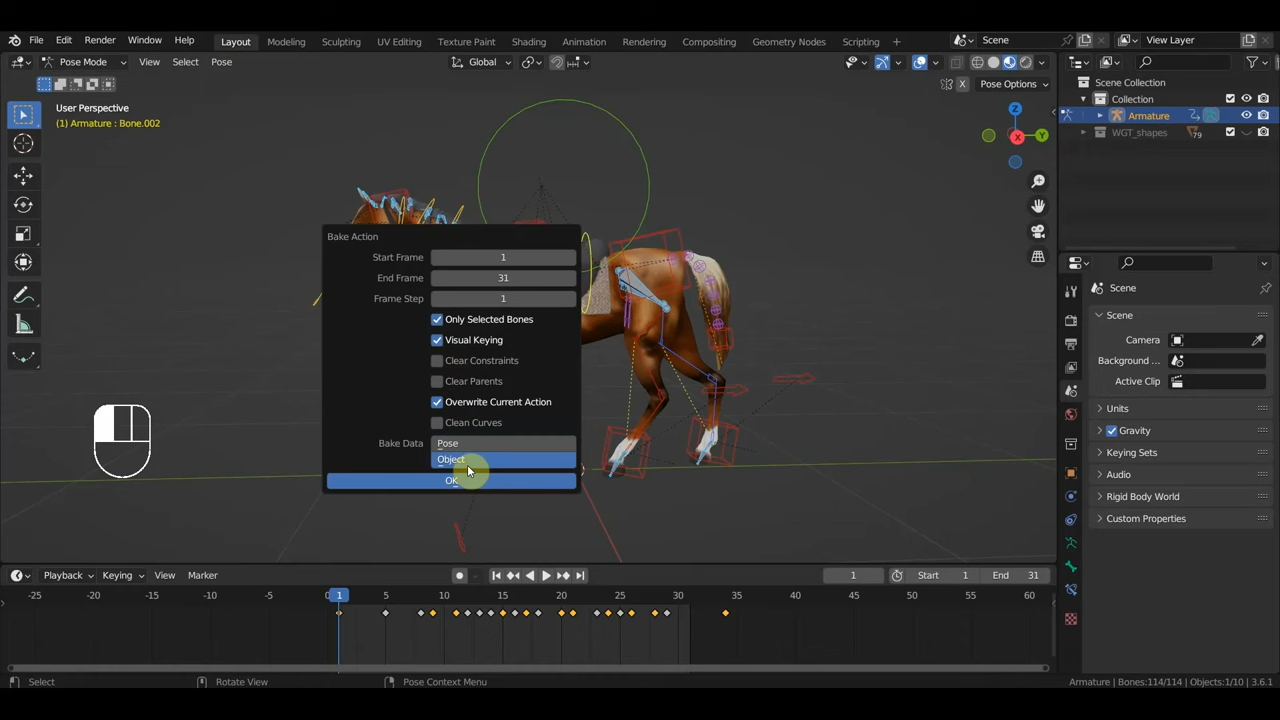 File Edit Render Window Help Layout Modeling Sculpting UV Editing Texture Paint Shading Animation Rendering Compositing Geometry Nodes Scripting + Scene View Layer
Pose Mode View Select Pose Global
X Pose Options
User Perspective
(1) Armature : Bone.002
Z
Y
X
Scene Collection
Collection
Armature
WGT_shapes 79
Bake Action
Start Frame 1
End Frame 31
Frame Step 1
Only Selected Bones
Visual Keying
Clear Constraints
Clear Parents
Overwrite Current Action
Clean Curves
Bake Data Pose
Object
OK
Scene
Scene
Camera
Background ...
Active Clip
Units
Gravity
Keying Sets
Audio
Rigid Body World
Custom Properties
Playback Keying View Marker 1 Start 1 End 31
-25 -20 -15 -10 -5 0 1 5 10 15 20 25 30 35 40 45 50 55 60
Select Rotate View Pose Context Menu Armature | Bones:114/114 | Objects:1/10 | 3.6.1